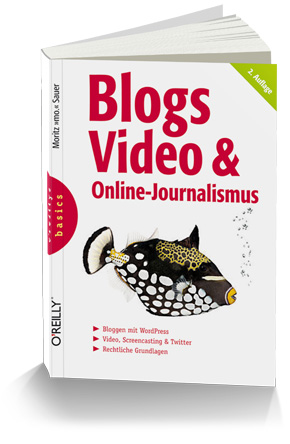 2. Auflage
Moritz »mo.« Sauer
Blogs
Video &
Online-Journalismus
oreillys basics
Bloggen mit WordPress
Video, Screencasting & Twitter
Rechtliche Grundlagen
O'REILLY®